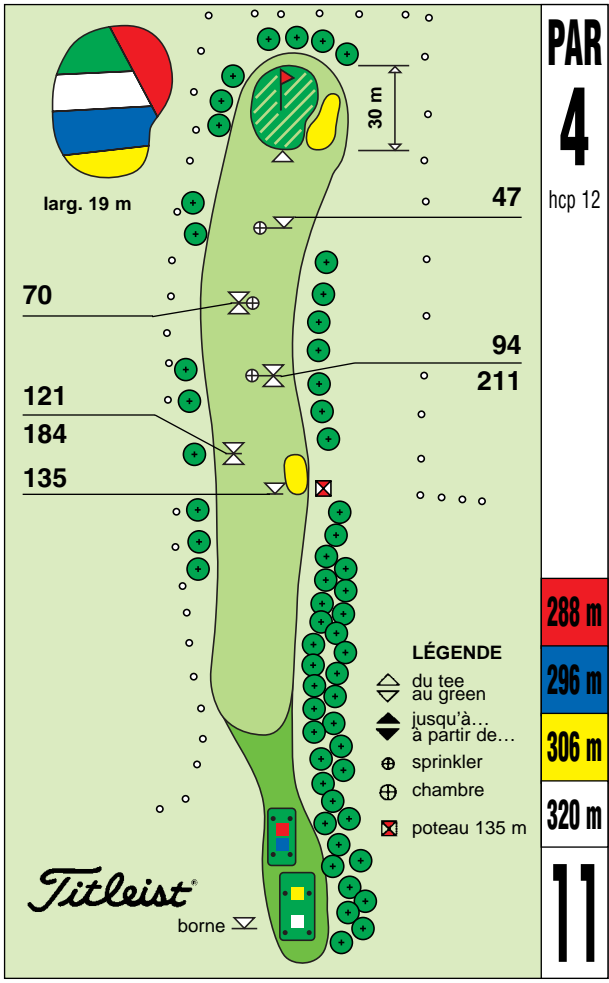 PAR
4
hcp 12
30 m
larg. 19 m
47
70
94
211
121
184
135
288 m
296 m
306 m
320 m
11
LÉGENDE
du tee
au green
jusqu'à...
à partir de...
sprinkler
chambre
poteau 135 m
Titleist®
borne